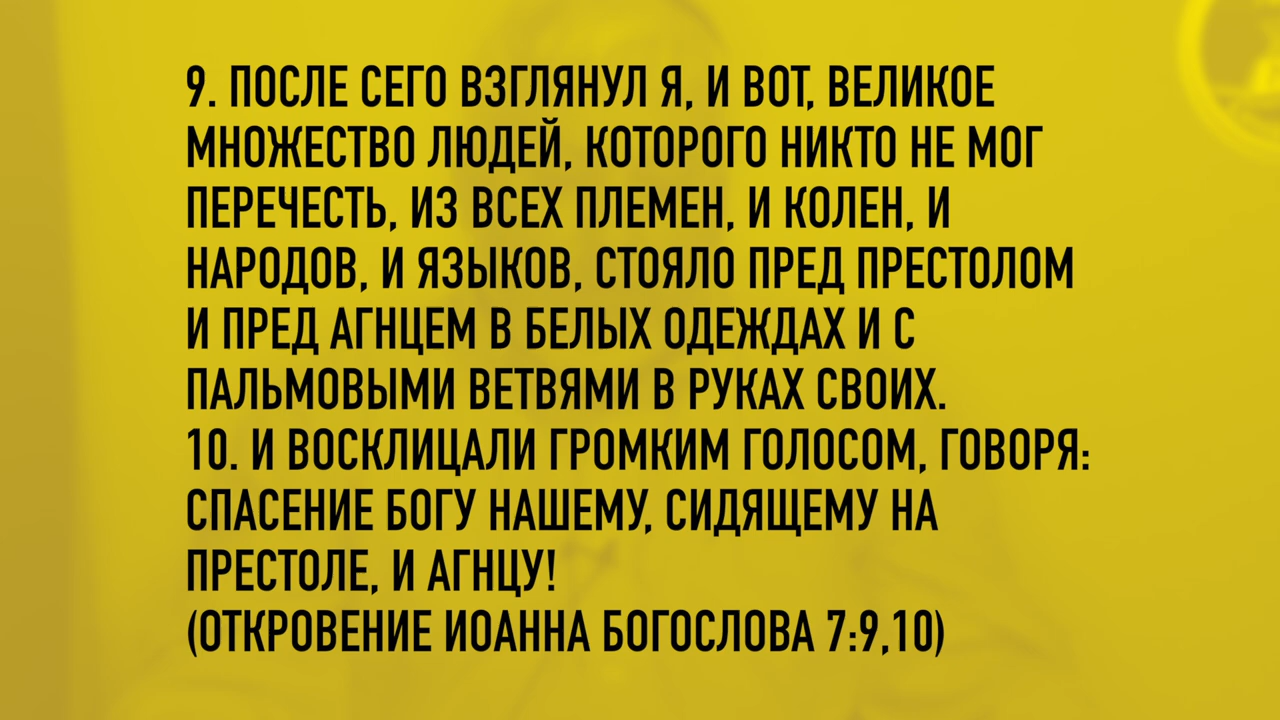 9. ПОСЛЕ СЕГО ВЗГЛЯНУЛ Я, И ВОТ, ВЕЛИКОЕ
МНОЖЕСТВО ЛЮДЕЙ, КОТОРОГО НИКТО НЕ МОГ
ПЕРЕЧЕСТЬ, ИЗ ВСЕХ ПЛЕМЕН, И КОЛЕН, И
НАРОДОВ, И ЯЗЫКОВ, СТОЯЛО ПРЕД ПРЕСТОЛОМ
И ПРЕД АГНЦЕМ В БЕЛЫХ ОДЕЖДАХ И С
ПАЛЬМОВЫМИ ВЕТВЯМИ В РУКАХ СВОИХ.
10. И ВОСКЛИЦАЛИ ГРОМКИМ ГОЛОСОМ, ГОВОРЯ:
СПАСЕНИЕ БОГУ НАШЕМУ, СИДЯЩЕМУ НА
ПРЕСТОЛЕ, И АГНЦУ!
(ОТКРОВЕНИЕ ИОАННА БОГОСЛОВА 7:9,10)